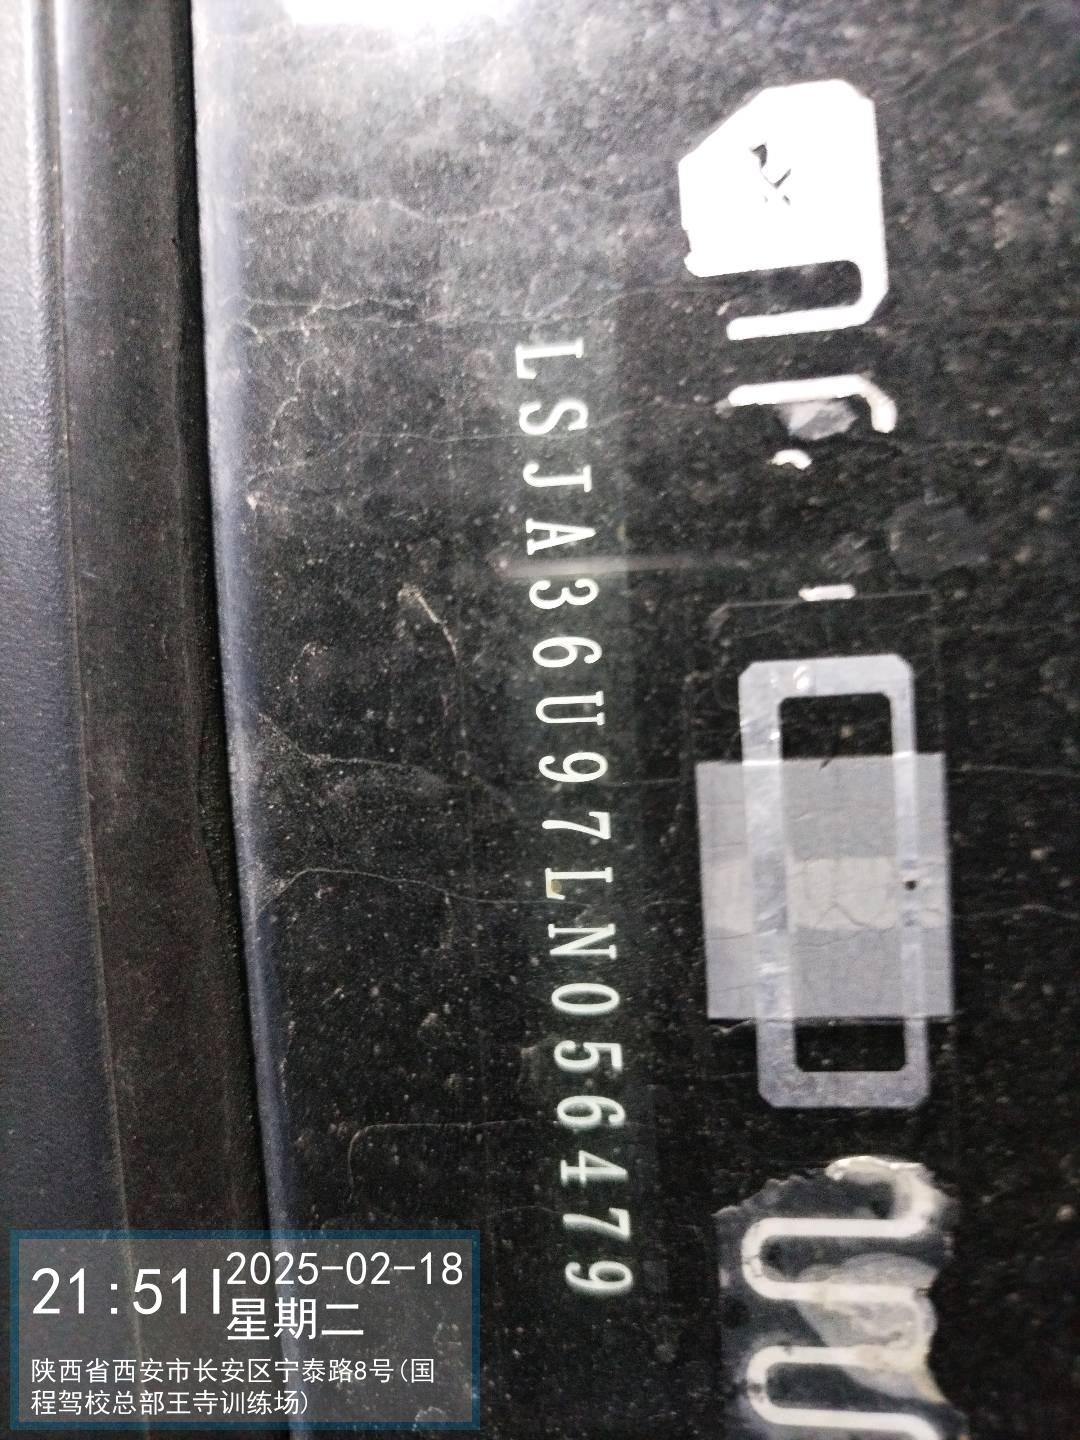 LSJA36U97LN056479
21:51
2025-02-18
星期二
陕西省西安市长安区宁泰路8号(国
程驾校总部王寺训练场)